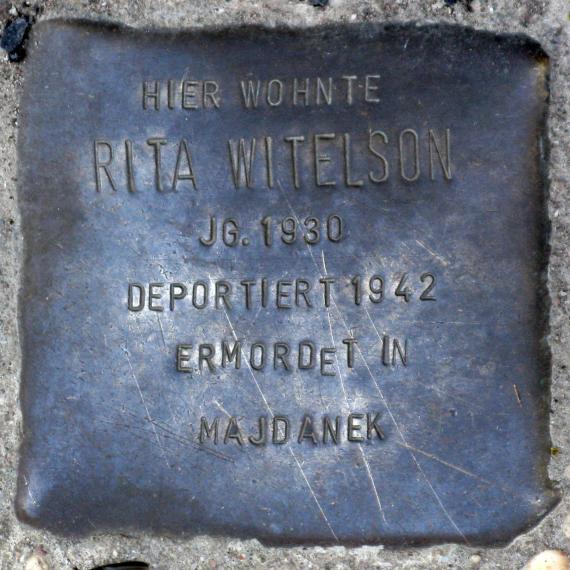 HIER WOHNTE
RITA WITELSON
JG. 1930
DEPORTIERT 1942
ERMORDET IN
MAJDANEK